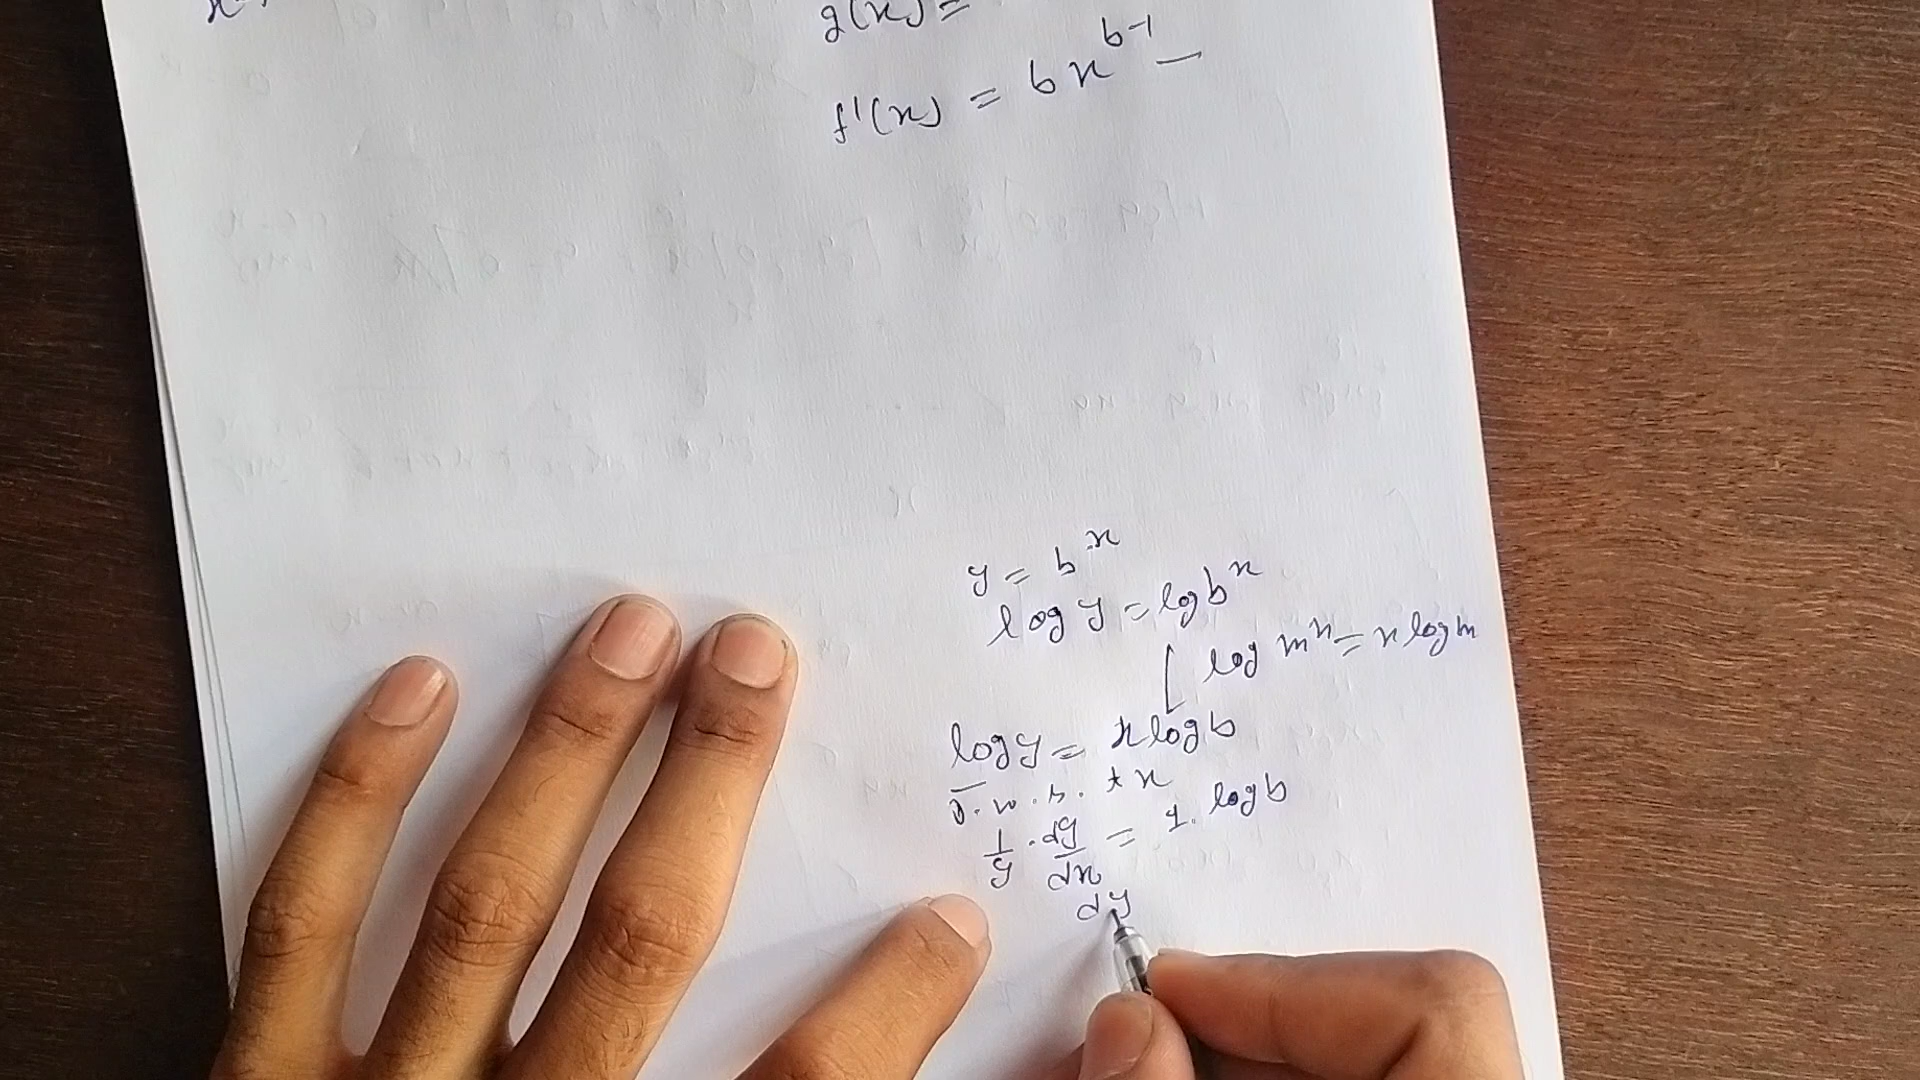 g(x) =
f'(x) = b x^{b-1} –
y = b^x
log y = log b^x
[ log m^n = n log m
log y = x log b
D. w. r. t x
1/y . dy/dx = 1. log b
dy